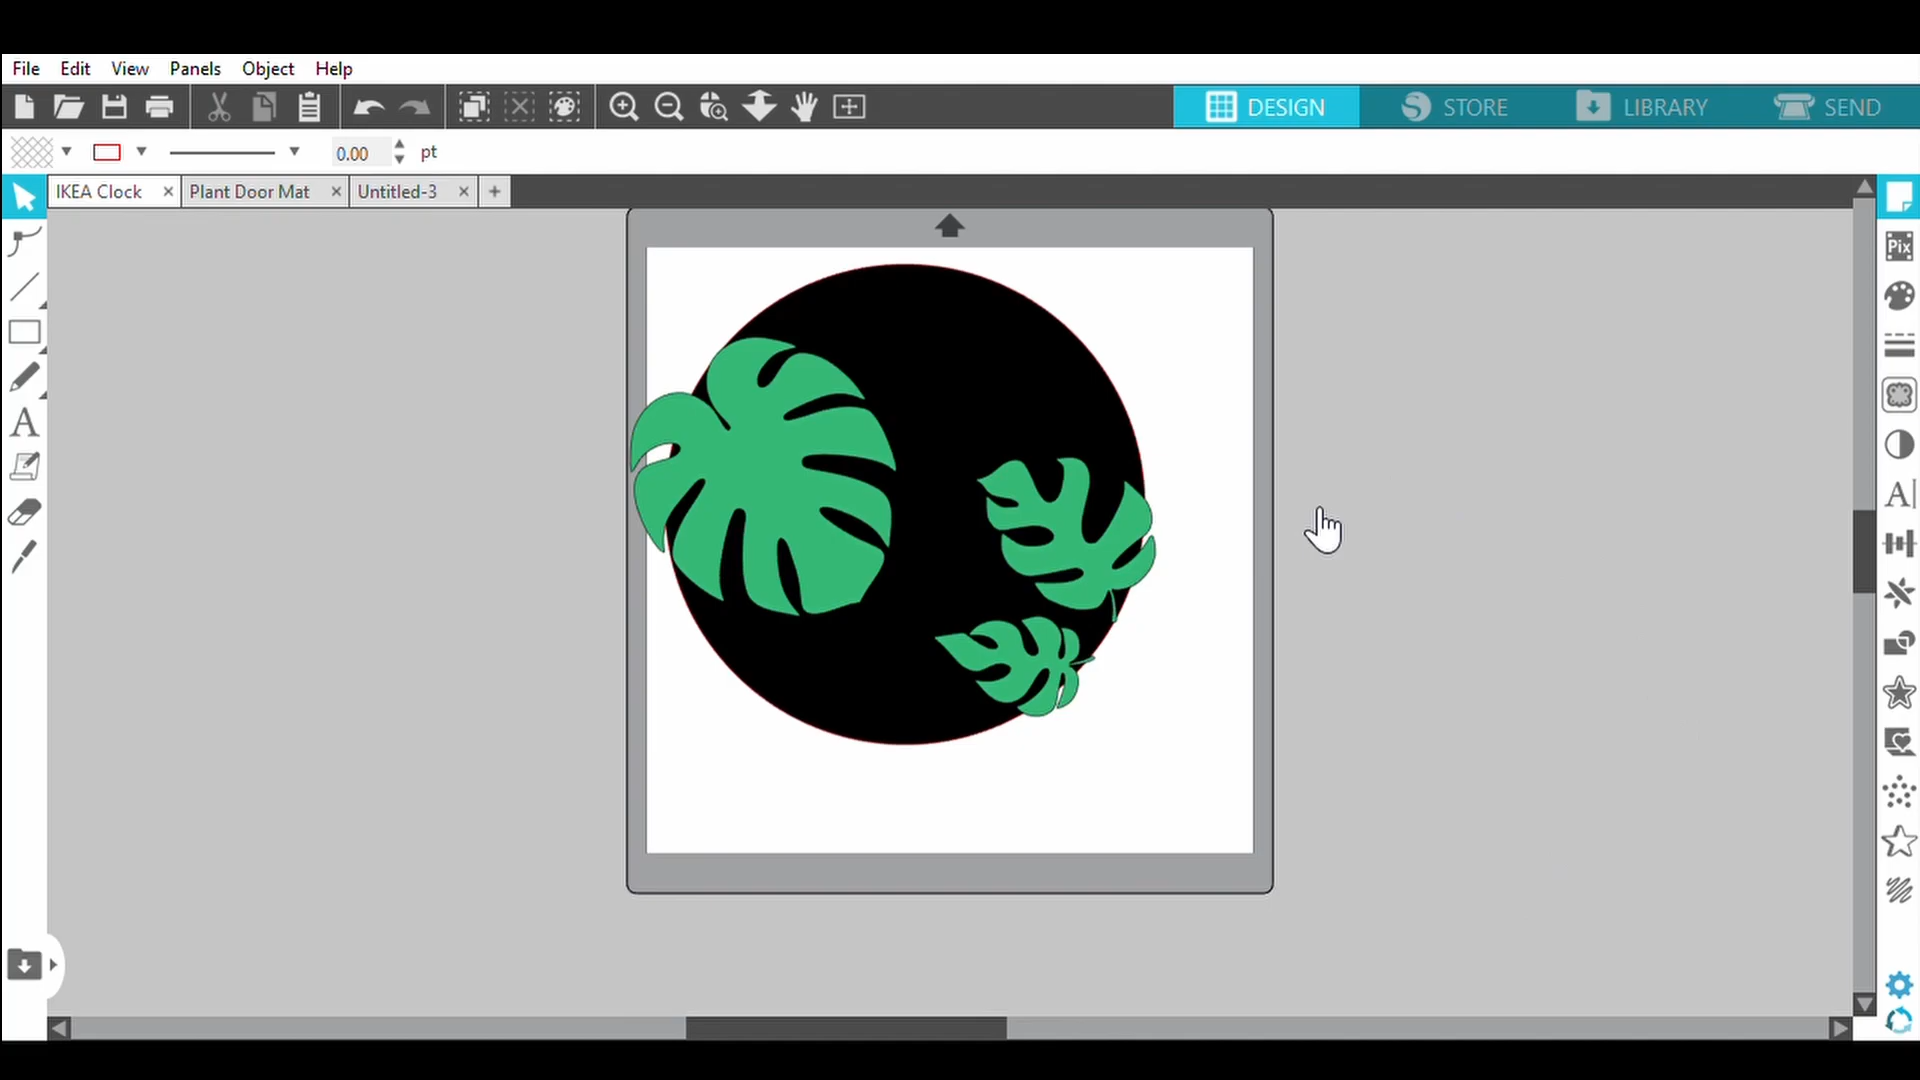 File Edit View Panels Object Help
DESIGN STORE LIBRARY SEND
0.00 pt
IKEA Clock Plant Door Mat Untitled-3
A
Pix
A